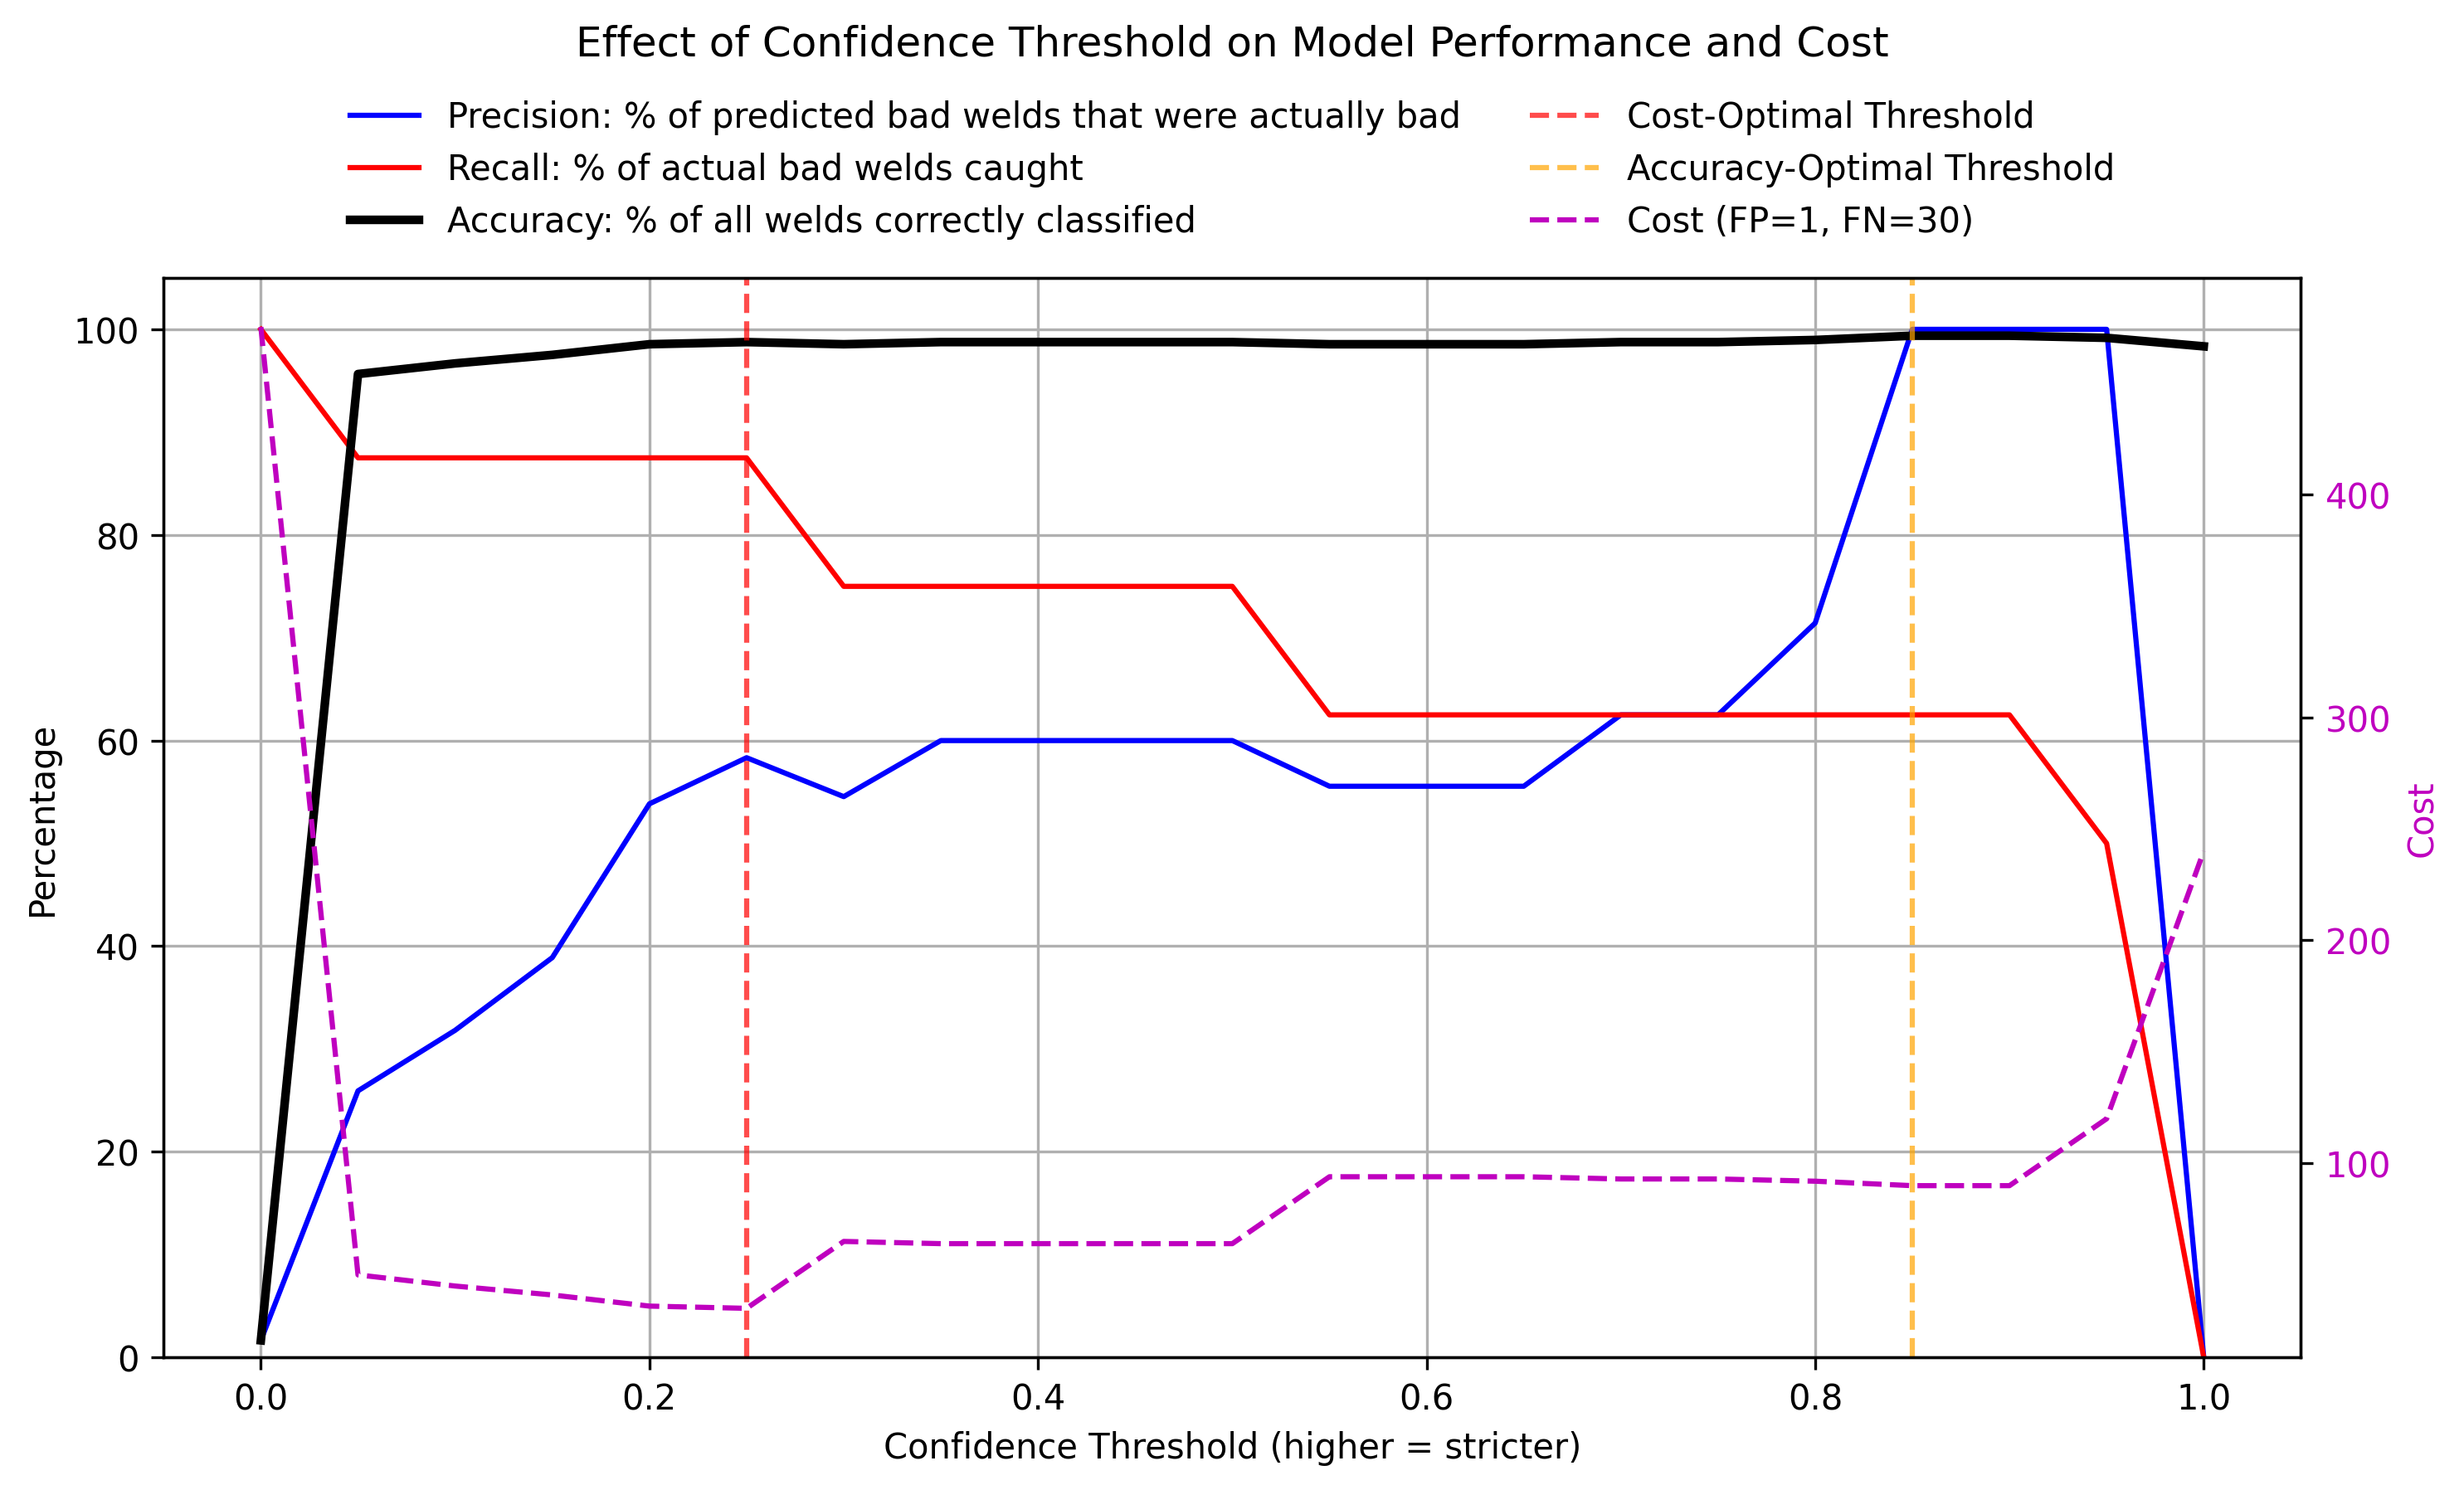 Effect of Confidence Threshold on Model Performance and Cost
Precision: % of predicted bad welds that were actually bad
Recall: % of actual bad welds caught
Accuracy: % of all welds correctly classified
Cost-Optimal Threshold
Accuracy-Optimal Threshold
Cost (FP=1, FN=30)
Percentage
100
80
60
40
20
0
400
300
200
100
Cost
0.0
0.2
0.4
0.6
0.8
1.0
Confidence Threshold (higher = stricter)